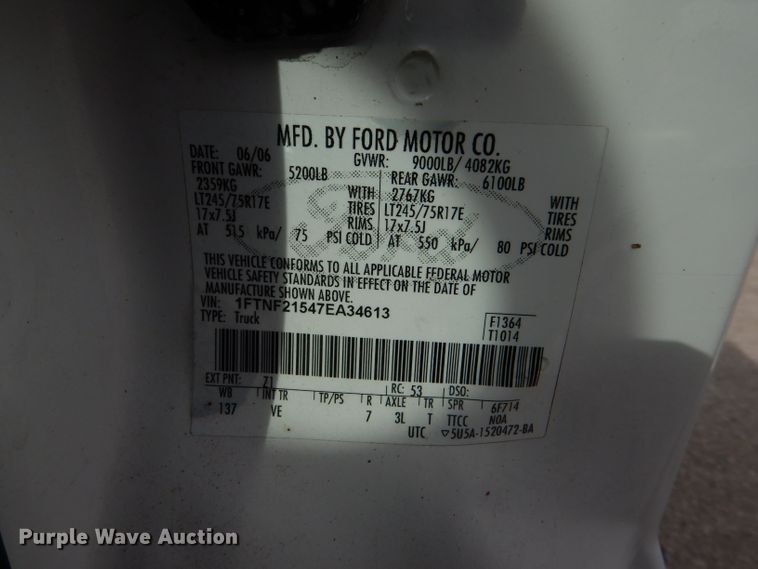 MFD. BY FORD MOTOR CO.
DATE: 06/06 GVWR: 9000LB/ 4082KG
FRONT GAWR: 5200LB REAR GAWR: 6100LB
2359KG WITH 2767KG WITH
LT245/75R17E TIRES LT245/75R17E TIRES
17x7.5J RIMS 17x7.5J RIMS
AT 515 kPa/ 75 PSI COLD AT 550 kPa/ 80 PSI COLD
THIS VEHICLE CONFORMS TO ALL APPLICABLE FEDERAL MOTOR
VEHICLE SAFETY STANDARDS IN EFFECT ON THE DATE OF
MANUFACTURE SHOWN ABOVE.
VIN: 1FTNF21547EA34613
TYPE: Truck
F1364
T1014
EXT PNT: Z1 RC: 53 DSO:
WB INT TR TP/PS R AXLE TR SPR 6F714
137 VE 7 3L T TTCC NOA
UTC ▽5U5A-1520472-BA
Purple Wave Auction